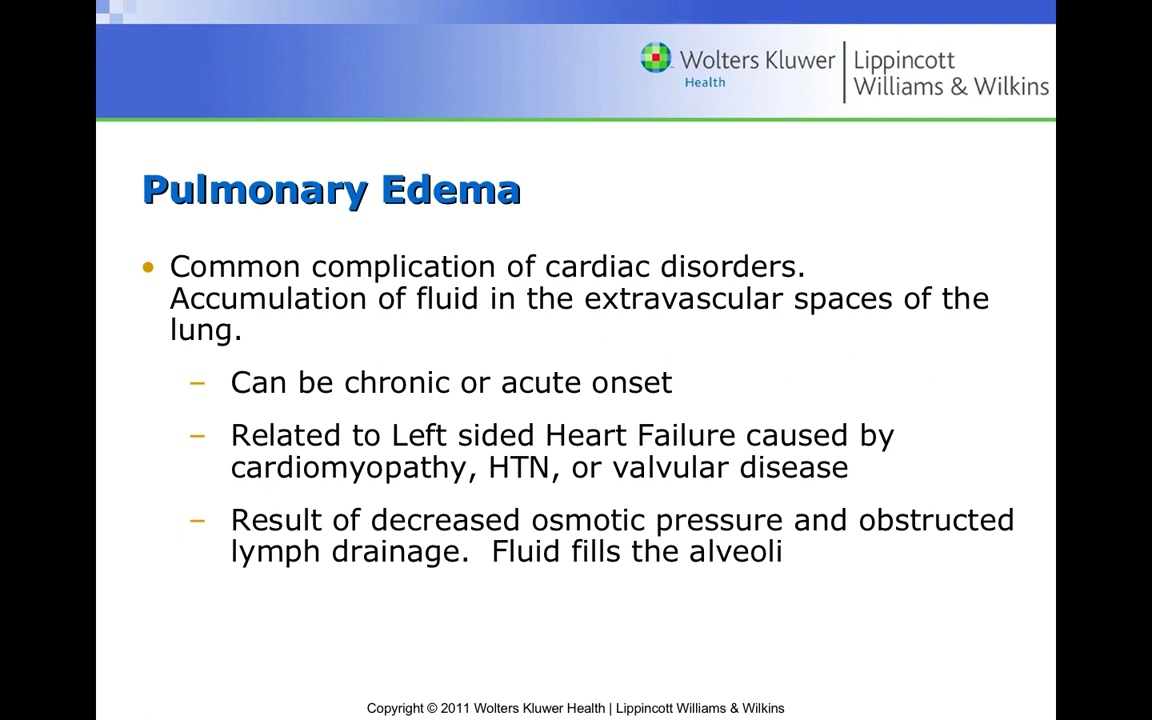 Wolters Kluwer
Health
Lippincott
Williams & Wilkins
Pulmonary Edema
• Common complication of cardiac disorders.
Accumulation of fluid in the extravascular spaces of the
lung.
– Can be chronic or acute onset
– Related to Left sided Heart Failure caused by
cardiomyopathy, HTN, or valvular disease
– Result of decreased osmotic pressure and obstructed
lymph drainage.  Fluid fills the alveoli
Copyright © 2011 Wolters Kluwer Health | Lippincott Williams & Wilkins